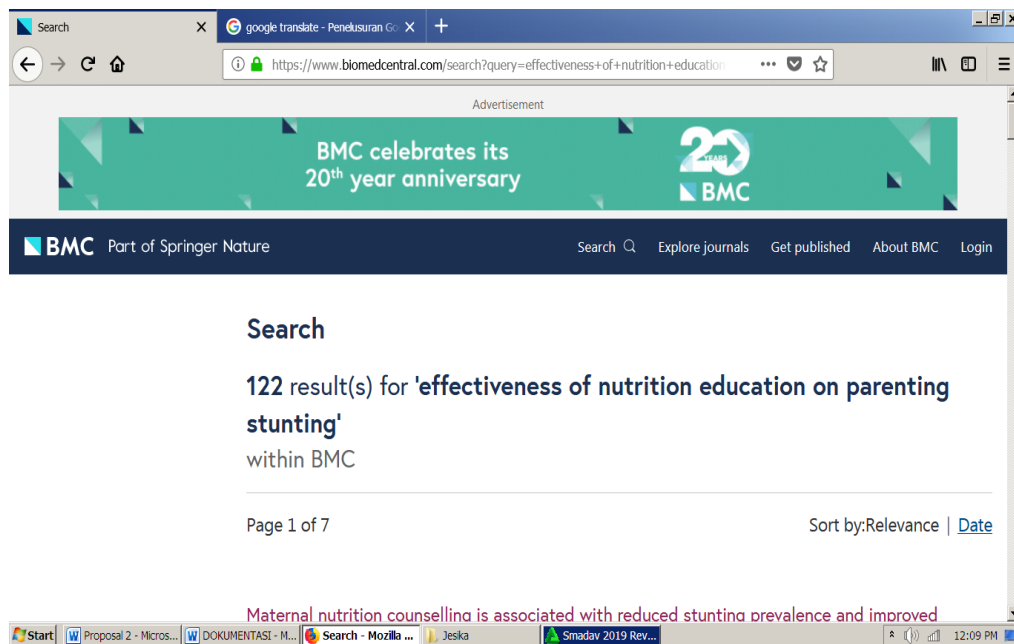 Search
google translate - Penelusuran Go
https://www.biomedcentral.com/search?query=effectiveness+of+nutrition+education
Advertisement
BMC celebrates its
20th year anniversary
20
YEARS
BMC
BMC Part of Springer Nature
Search Explore journals Get published About BMC Login
Search
122 result(s) for 'effectiveness of nutrition education on parenting
stunting'
within BMC
Page 1 of 7
Sort by:Relevance | Date
Maternal nutrition counselling is associated with reduced stunting prevalence and improved
Start Proposal 2 - Micros... DOKUMENTASI - M... Search - Mozilla ... Jeska Smadav 2019 Rev... 12:09 PM